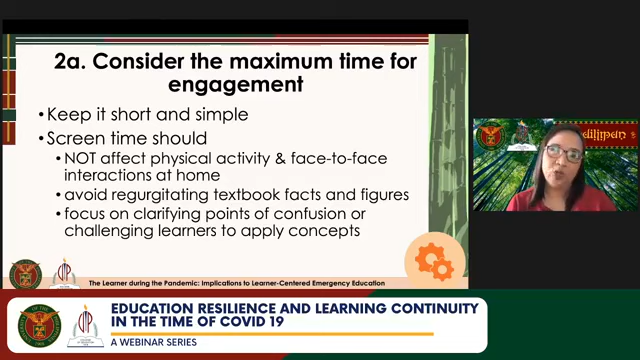 2a. Consider the maximum time for
engagement
•Keep it short and simple
•Screen time should
•NOT affect physical activity & face-to-face
interactions at home
•avoid regurgitating textbook facts and figures
•focus on clarifying points of confusion or
challenging learners to apply concepts
The Learner during the Pandemic: Implications to Learner-Centered Emergency Education
EDUCATION RESILIENCE AND LEARNING CONTINUITY
IN THE TIME OF COVID 19
A WEBINAR SERIES